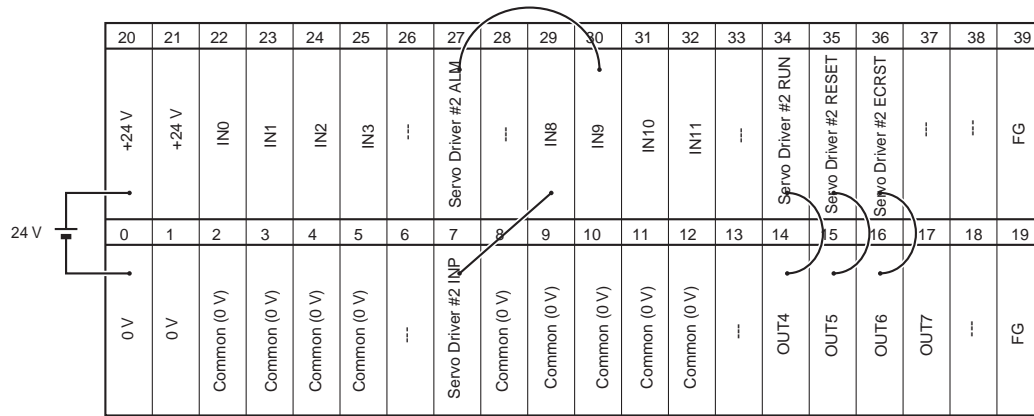 20 21 22 23 24 25 26 27 28 29 30 31 32 33 34 35 36 37 38 39
+24 V
+24 V
IN0
IN1
IN2
IN3
---
Servo Driver #2 ALM
---
IN8
IN9
IN10
IN11
---
Servo Driver #2 RUN
Servo Driver #2 RESET
Servo Driver #2 ECRST
---
---
FG
24 V
0 1 2 3 4 5 6 7 8 9 10 11 12 13 14 15 16 17 18 19
0 V
0 V
Common (0 V)
Common (0 V)
Common (0 V)
Common (0 V)
---
Servo Driver #2 INP
Common (0 V)
Common (0 V)
Common (0 V)
Common (0 V)
Common (0 V)
---
OUT4
OUT5
OUT6
OUT7
---
FG